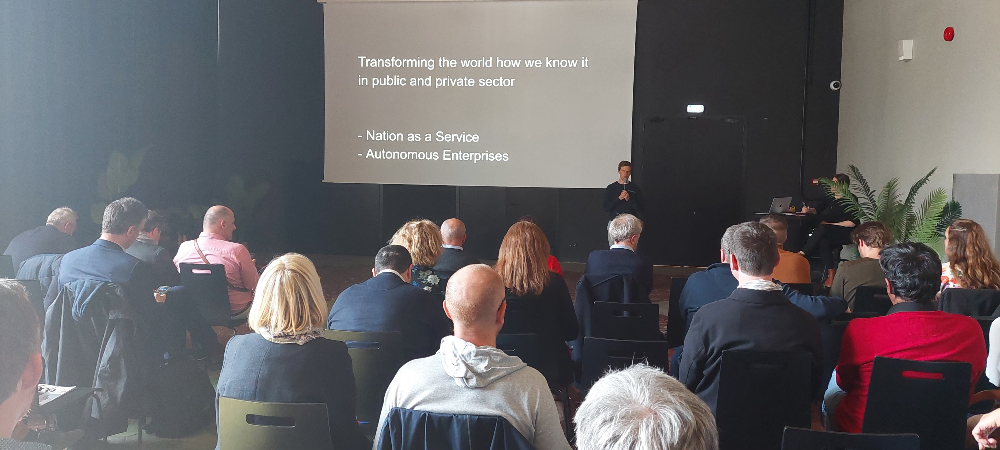 Transforming the world how we know it
in public and private sector
- Nation as a Service
- Autonomous Enterprises